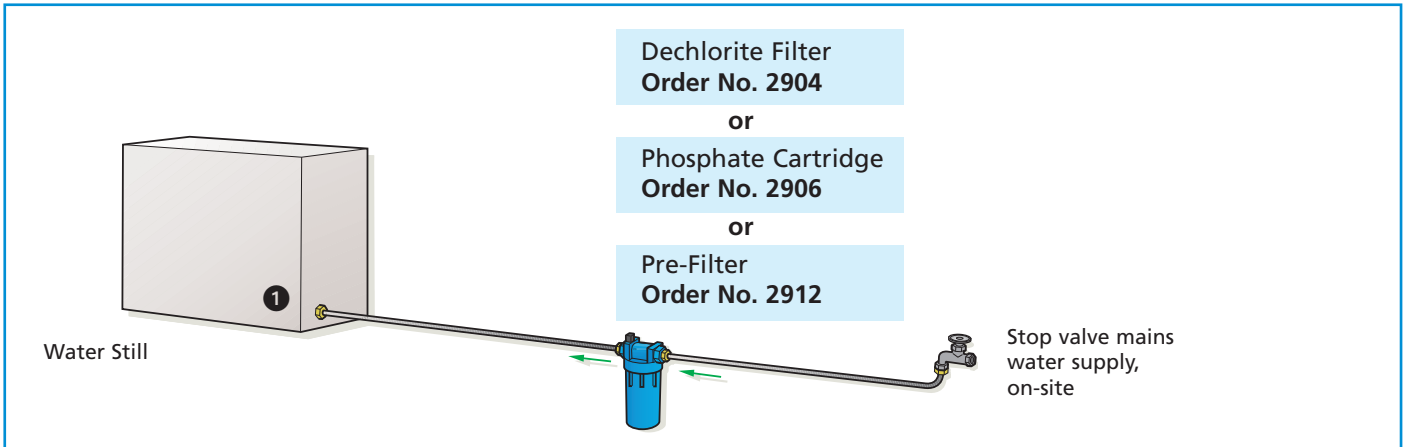 Dechlorite Filter
Order No. 2904
or
Phosphate Cartridge
Order No. 2906
or
Pre-Filter
Order No. 2912
1
Water Still
Stop valve mains
water supply,
on-site